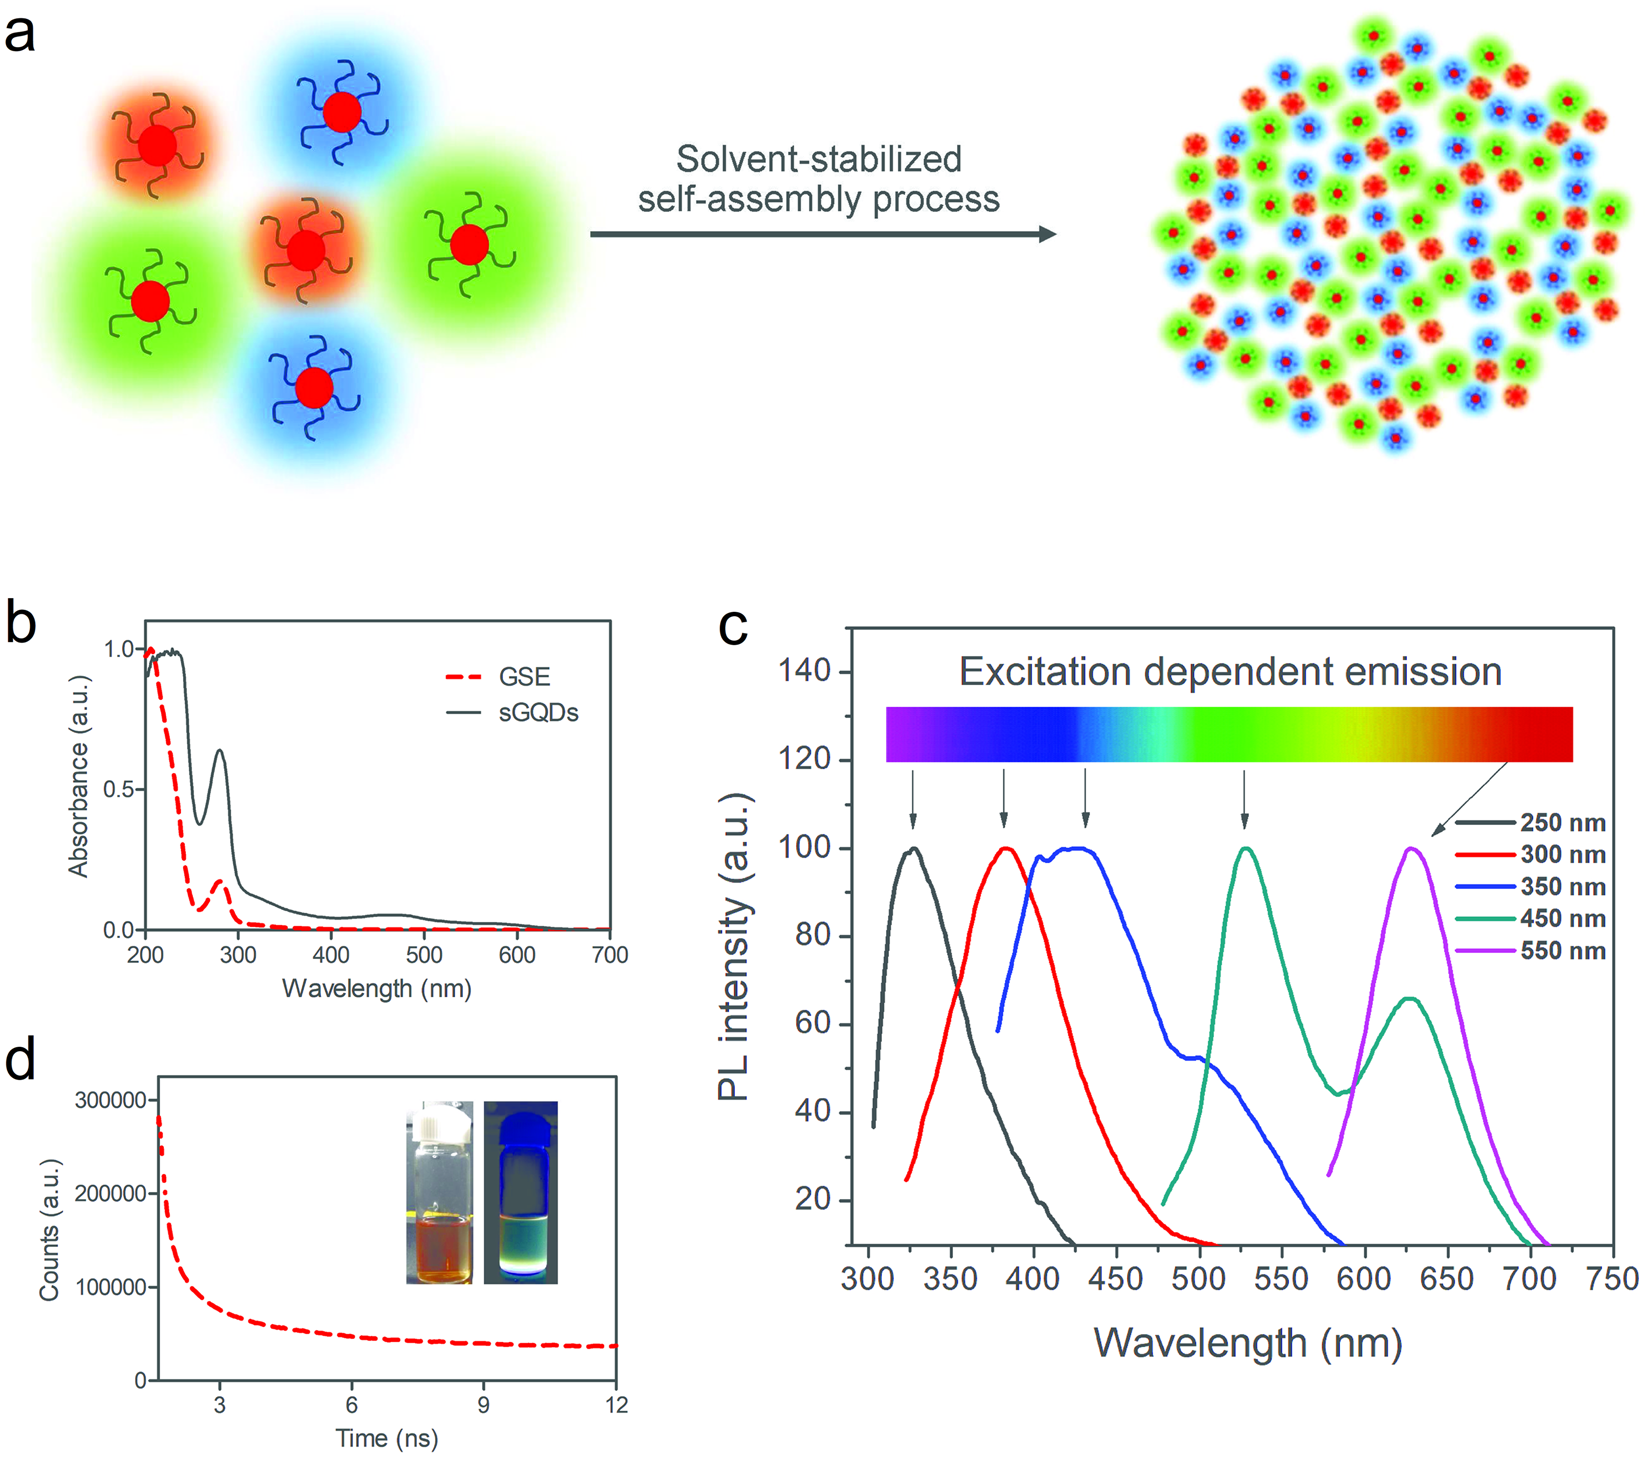 a
Solvent-stabilized
self-assembly process
b
1.0
0.5
0.0
200 300 400 500 600 700
Absorbance (a.u.)
Wavelength (nm)
GSE
sGQDs
c
Excitation dependent emission
140
120
100
80
60
40
20
300 350 400 450 500 550 600 650 700 750
PL intensity (a.u.)
Wavelength (nm)
250 nm
300 nm
350 nm
450 nm
550 nm
d
300000
200000
100000
0
3 6 9 12
Counts (a.u.)
Time (ns)